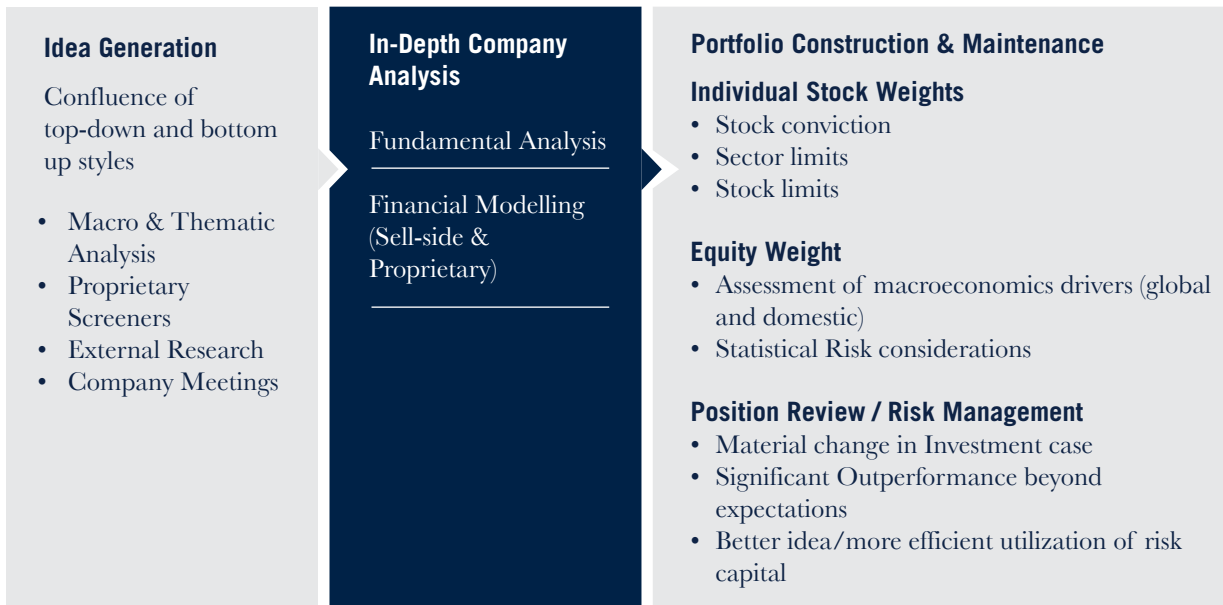 Idea Generation
Confluence of
top-down and bottom
up styles
• Macro & Thematic
Analysis
• Proprietary
Screeners
• External Research
• Company Meetings
In-Depth Company
Analysis
Fundamental Analysis
Financial Modelling
(Sell-side &
Proprietary)
Portfolio Construction & Maintenance
Individual Stock Weights
• Stock conviction
• Sector limits
• Stock limits
Equity Weight
• Assessment of macroeconomics drivers (global
and domestic)
• Statistical Risk considerations
Position Review / Risk Management
• Material change in Investment case
• Significant Outperformance beyond
expectations
• Better idea/more efficient utilization of risk
capital